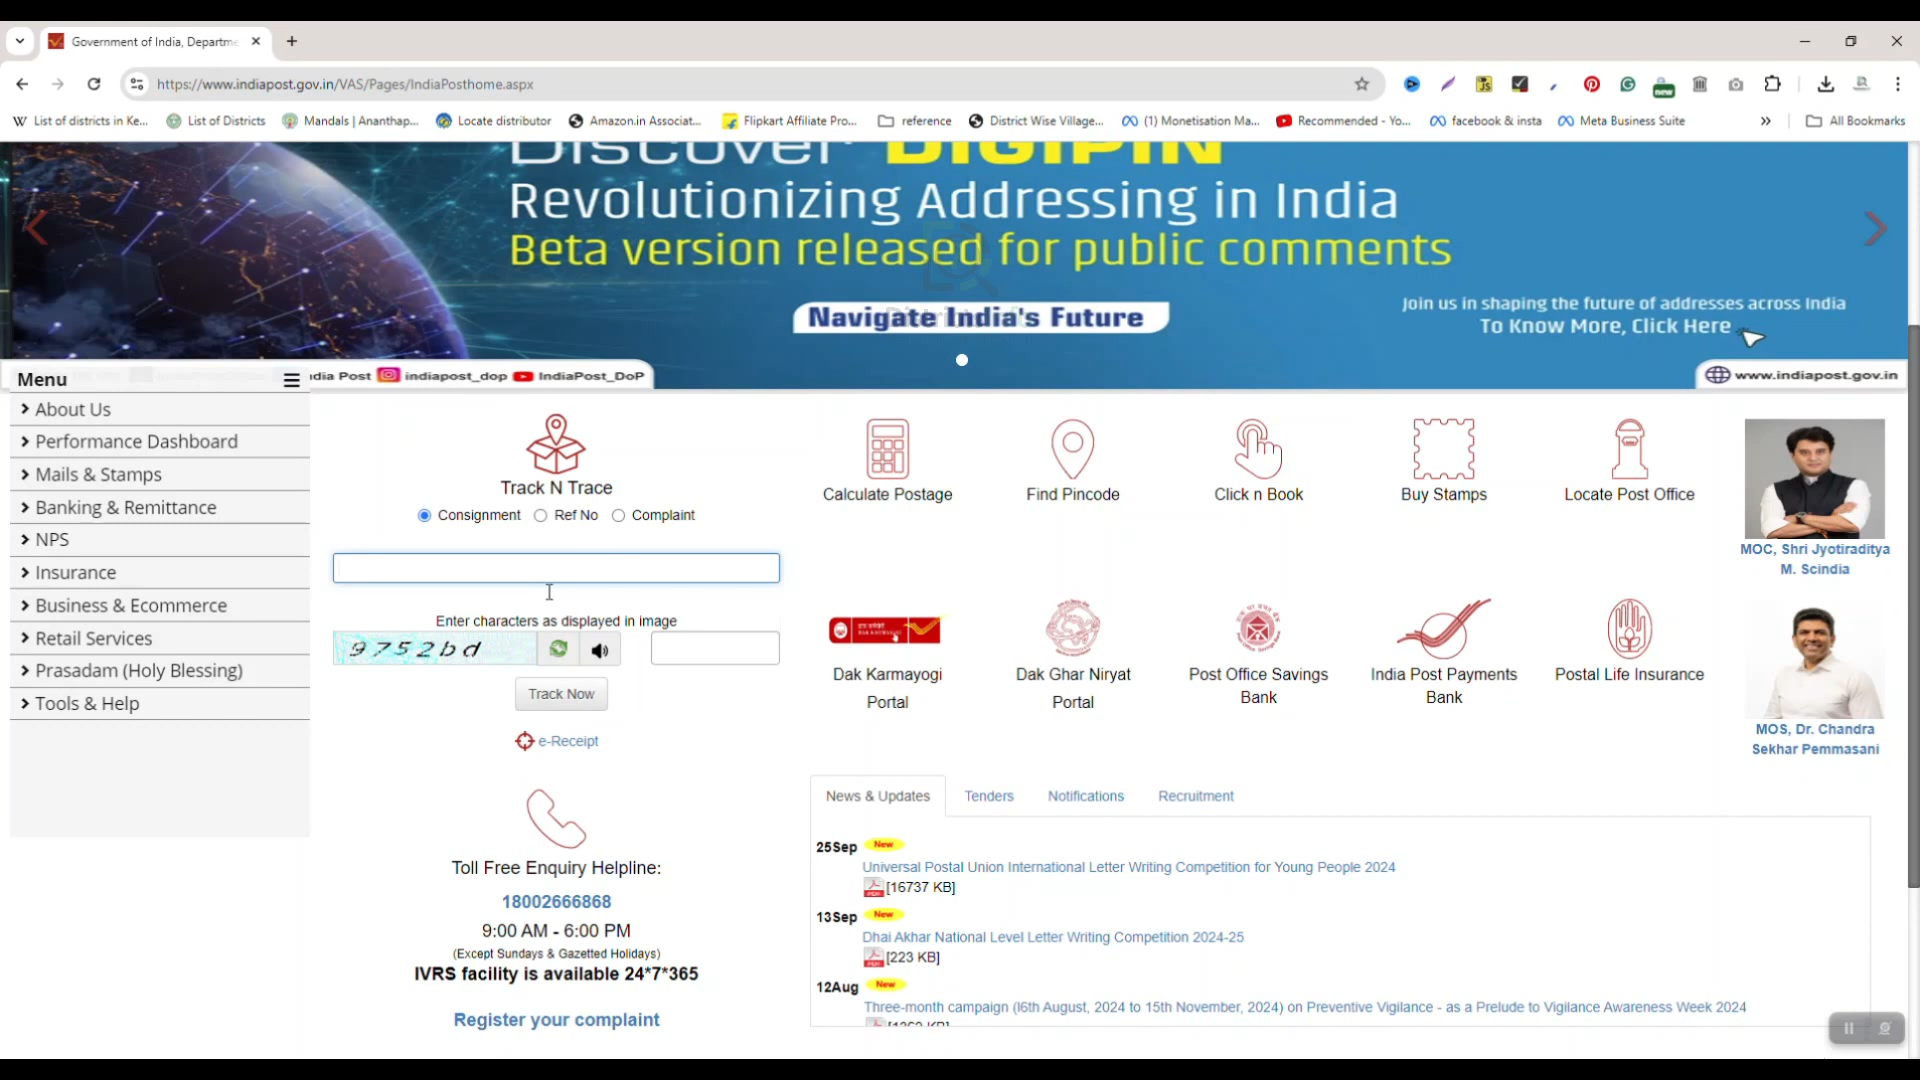 Government of India, Departme
https://www.indiapost.gov.in/VAS/Pages/IndiaPosthome.aspx
List of districts in Ke...
List of Districts
Mandals | Ananthap...
Locate distributor
Amazon.in Associat...
Flipkart Affiliate Pro...
reference
District Wise Village...
(1) Monetisation Ma...
Recommended - Yo...
facebook & insta
Meta Business Suite
All Bookmarks
Discover DIGIPIN
Revolutionizing Addressing in India
Beta version released for public comments
Navigate India's Future
Join us in shaping the future of addresses across India
To Know More, Click Here
dia Post indiapost_dop IndiaPost_DoP
www.indiapost.gov.in
Menu
About Us
Performance Dashboard
Mails & Stamps
Banking & Remittance
NPS
Insurance
Business & Ecommerce
Retail Services
Prasadam (Holy Blessing)
Tools & Help
Track N Trace
Consignment Ref No Complaint
Enter characters as displayed in image
9752bd
Track Now
e-Receipt
Toll Free Enquiry Helpline:
18002666868
9:00 AM - 6:00 PM
(Except Sundays & Gazetted Holidays)
IVRS facility is available 24*7*365
Register your complaint
Calculate Postage
Find Pincode
Click n Book
Buy Stamps
Locate Post Office
Dak Karmayogi
Portal
Dak Ghar Niryat
Portal
Post Office Savings
Bank
India Post Payments
Bank
Postal Life Insurance
MOC, Shri Jyotiraditya
M. Scindia
MOS, Dr. Chandra
Sekhar Pemmasani
News & Updates
Tenders
Notifications
Recruitment
25Sep New
Universal Postal Union International Letter Writing Competition for Young People 2024
[16737 KB]
13Sep New
Dhai Akhar National Level Letter Writing Competition 2024-25
[223 KB]
12Aug New
Three-month campaign (I6th August, 2024 to 15th November, 2024) on Preventive Vigilance - as a Prelude to Vigilance Awareness Week 2024